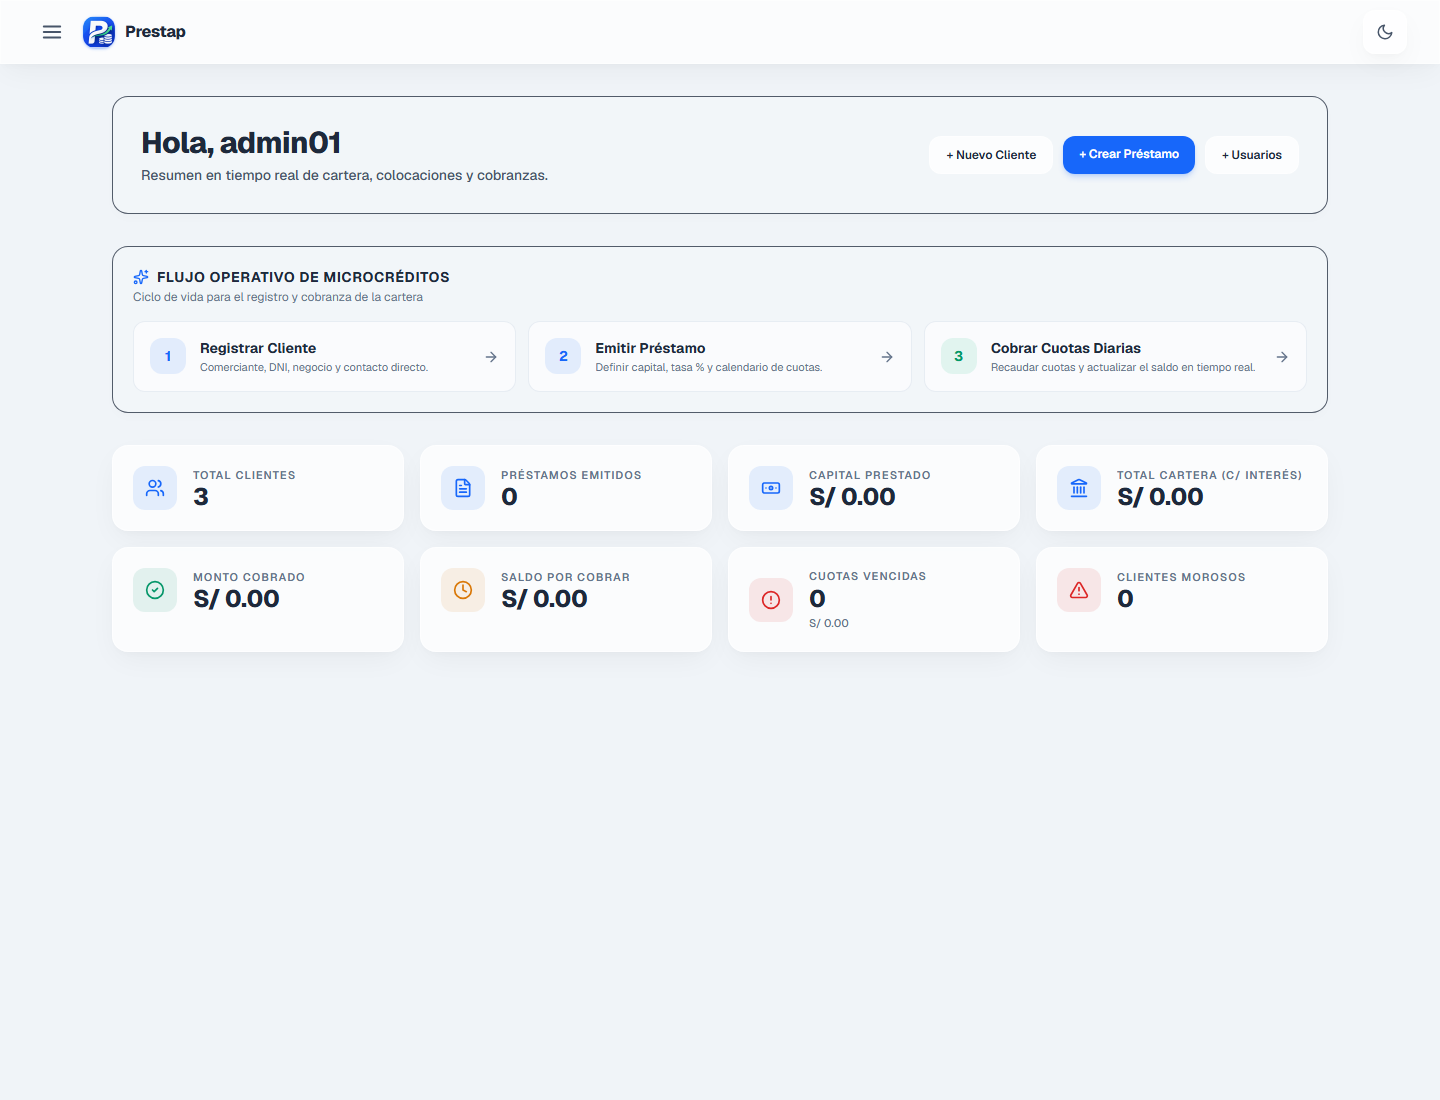 Prestap
Hola, admin01
Resumen en tiempo real de cartera, colocaciones y cobranzas.
+ Nuevo Cliente
+ Crear Préstamo
+ Usuarios
FLUJO OPERATIVO DE MICROCRÉDITOS
Ciclo de vida para el registro y cobranza de la cartera
1
Registrar Cliente
Comerciante, DNI, negocio y contacto directo.
2
Emitir Préstamo
Definir capital, tasa % y calendario de cuotas.
3
Cobrar Cuotas Diarias
Recaudar cuotas y actualizar el saldo en tiempo real.
TOTAL CLIENTES
3
PRÉSTAMOS EMITIDOS
0
CAPITAL PRESTADO
S/ 0.00
TOTAL CARTERA (C/ INTERÉS)
S/ 0.00
MONTO COBRADO
S/ 0.00
SALDO POR COBRAR
S/ 0.00
CUOTAS VENCIDAS
0
S/ 0.00
CLIENTES MOROSOS
0